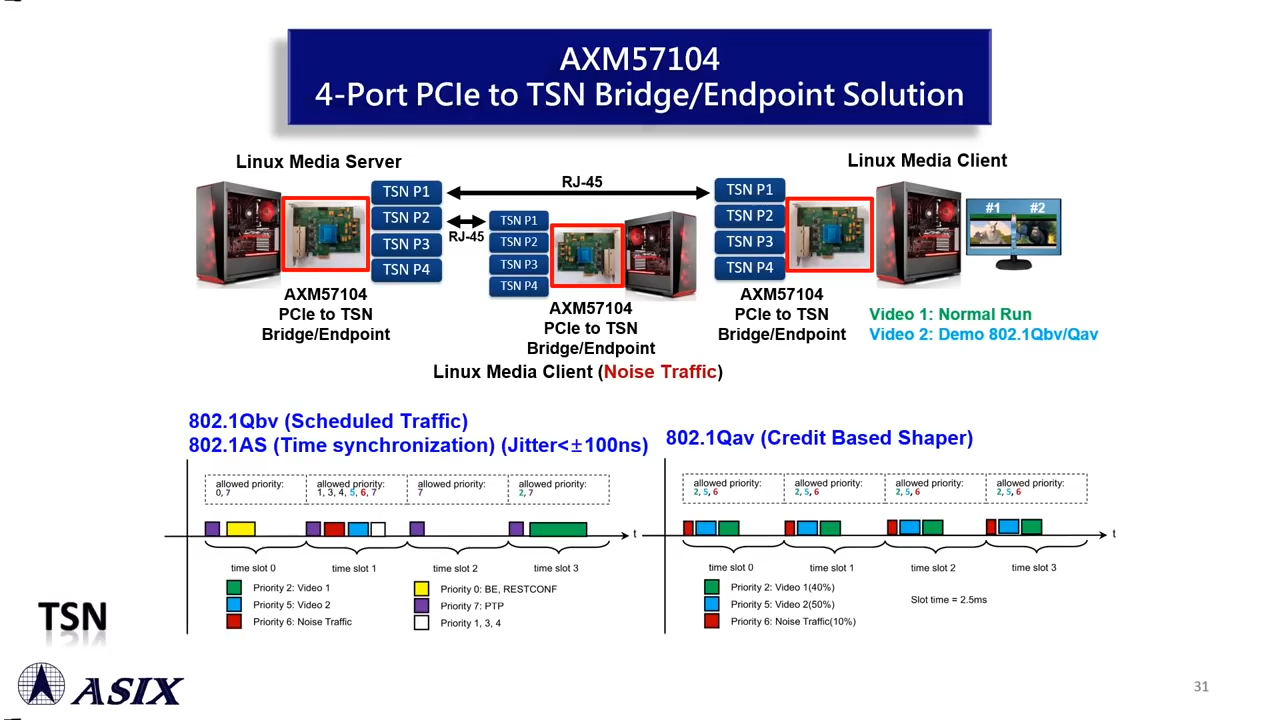 AXM57104
4-Port PCIe to TSN Bridge/Endpoint Solution
Linux Media Server
Linux Media Client
TSN P1
TSN P2
TSN P3
TSN P4
RJ-45
RJ-45
TSN P1
TSN P2
TSN P3
TSN P4
TSN P1
TSN P2
TSN P3
TSN P4
#1
#2
AXM57104
PCIe to TSN
Bridge/Endpoint
AXM57104
PCIe to TSN
Bridge/Endpoint
AXM57104
PCIe to TSN
Bridge/Endpoint
Video 1: Normal Run
Video 2: Demo 802.1Qbv/Qav
Linux Media Client (Noise Traffic)
802.1Qbv (Scheduled Traffic)
802.1AS (Time synchronization) (Jitter<±100ns)
allowed priority:
0, 7
allowed priority:
1, 3, 4, 5, 6, 7
allowed priority:
7
allowed priority:
2, 7
t
time slot 0
time slot 1
time slot 2
time slot 3
Priority 2: Video 1
Priority 5: Video 2
Priority 6: Noise Traffic
Priority 0: BE, RESTCONF
Priority 7: PTP
Priority 1, 3, 4
802.1Qav (Credit Based Shaper)
allowed priority:
2, 5, 6
allowed priority:
2, 5, 6
allowed priority:
2, 5, 6
allowed priority:
2, 5, 6
t
time slot 0
time slot 1
time slot 2
time slot 3
Priority 2: Video 1(40%)
Priority 5: Video 2(50%)
Priority 6: Noise Traffic(10%)
Slot time = 2.5ms
TSN
ASIX
31